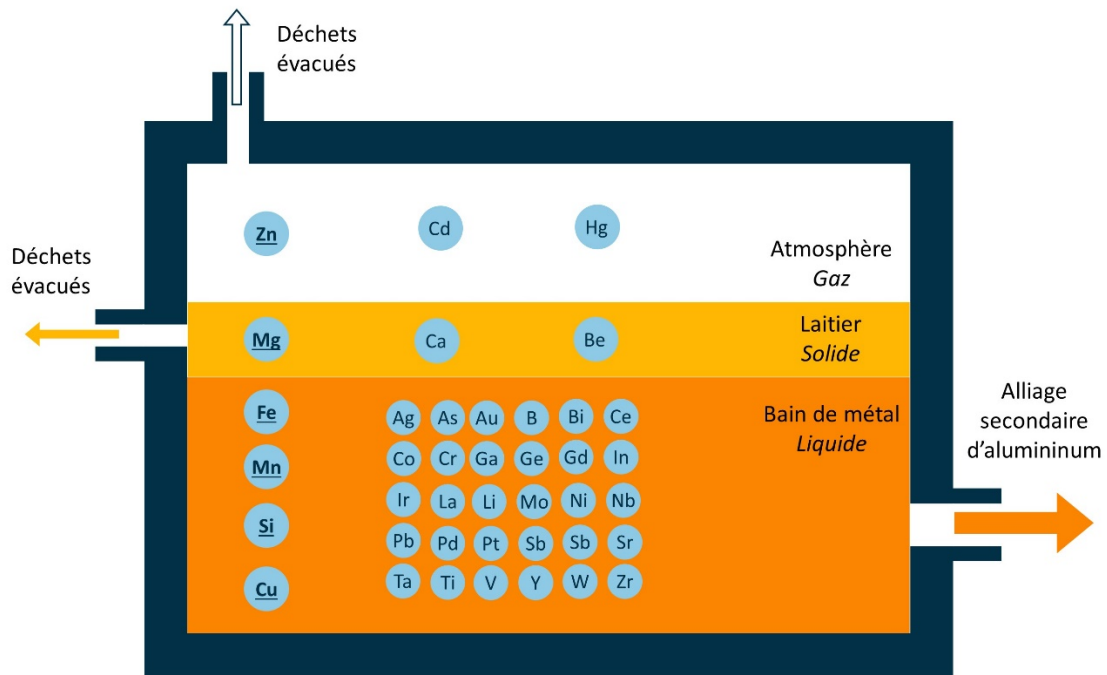 Déchets
évacués
Zn Cd Hg
Atmosphère
Gaz
Déchets
évacués
Mg Ca Be
Laitier
Solide
Fe
Mn
Si
Cu
Ag As Au B Bi Ce
Co Cr Ga Ge Gd In
Ir La Li Mo Ni Nb
Pb Pd Pt Sb Sb Sr
Ta Ti V Y W Zr
Bain de métal
Liquide
Alliage
secondaire
d'alumininum